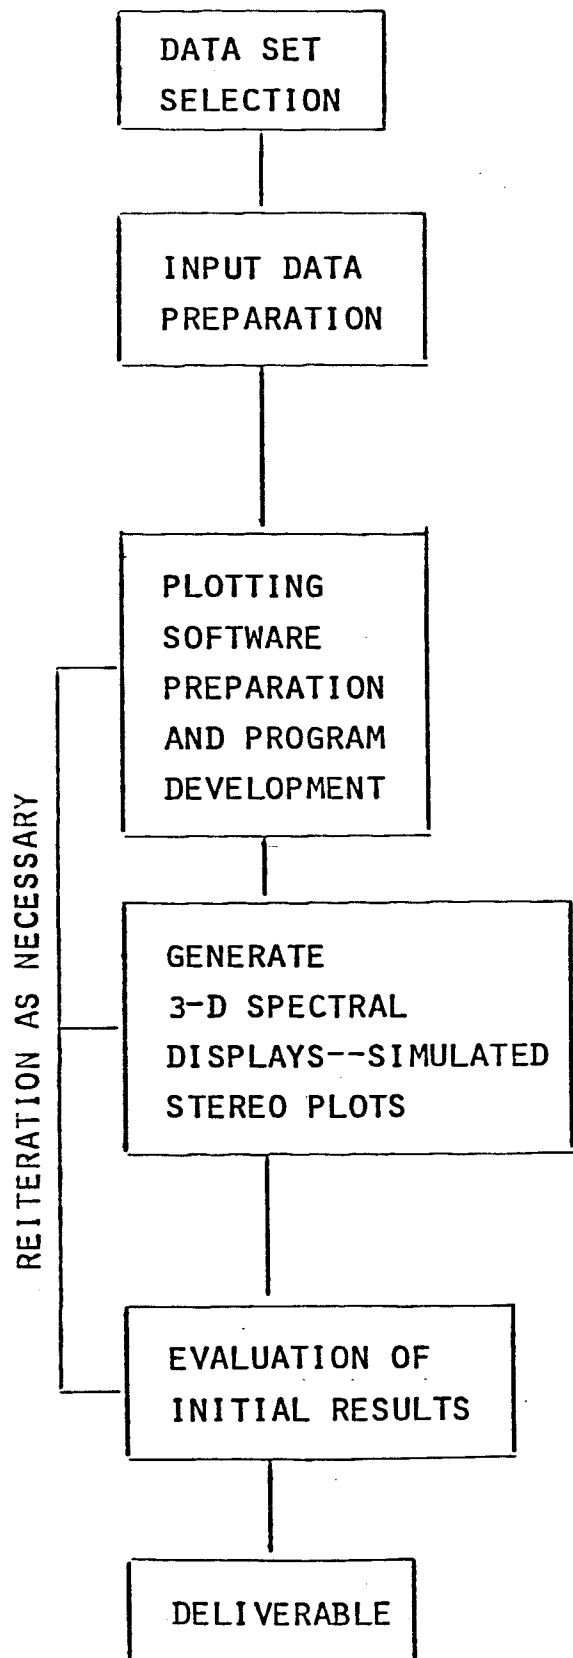 DATA SET
SELECTION
INPUT DATA
PREPARATION
PLOTTING
SOFTWARE
PREPARATION
AND PROGRAM
DEVELOPMENT
REITERATION AS NECESSARY
GENERATE
3-D SPECTRAL
DISPLAYS--SIMULATED
STEREO PLOTS
EVALUATION OF
INITIAL RESULTS
DELIVERABLE